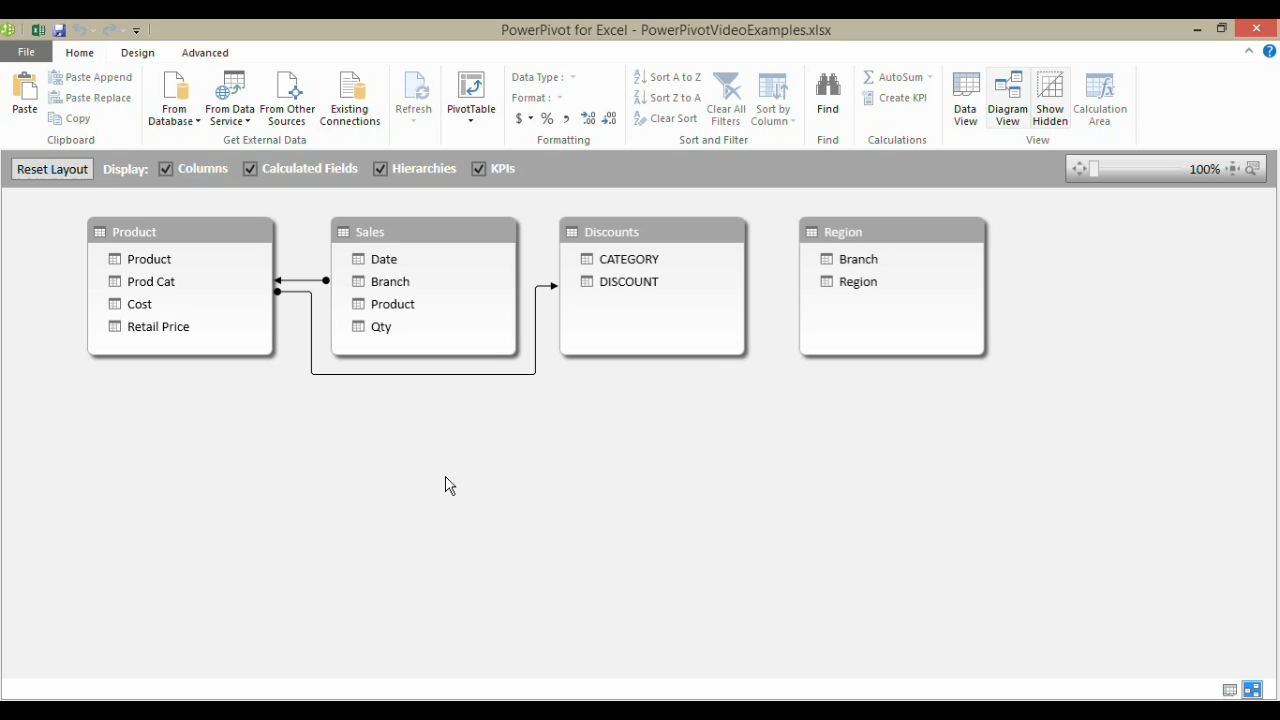 PowerPivot for Excel - PowerPivotVideoExamples.xlsx
File Home Design Advanced
Paste
Paste Append
Paste Replace
Copy
Clipboard
From Database
From Data Service
From Other Sources
Existing Connections
Get External Data
Refresh
PivotTable
Data Type :
Format :
$ % ,
Formatting
Sort A to Z
Sort Z to A
Clear Sort
Clear All Filters
Sort by Column
Sort and Filter
Find
Find
AutoSum
Create KPI
Calculations
Data View
Diagram View
Show Hidden
Calculation Area
View
Reset Layout Display: Columns Calculated Fields Hierarchies KPIs 100%
Product
Product
Prod Cat
Cost
Retail Price
Sales
Date
Branch
Product
Qty
Discounts
CATEGORY
DISCOUNT
Region
Branch
Region